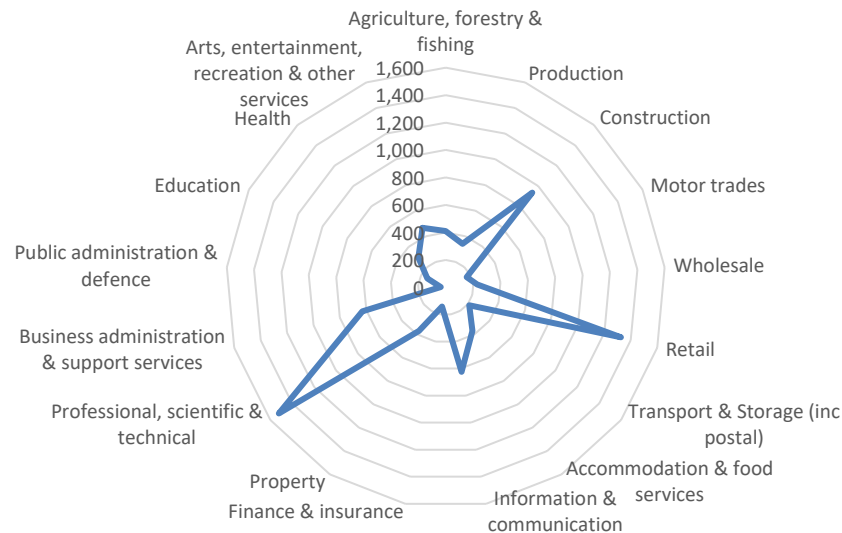 Agriculture, forestry &
fishing
Production
Construction
Motor trades
Wholesale
Retail
Transport & Storage (inc
postal)
Accommodation & food
services
Information &
communication
Finance & insurance
Property
Professional, scientific &
technical
Business administration
& support services
Public administration &
defence
Education
Health
Arts, entertainment,
recreation & other
services
1,600
1,400
1,200
1,000
800
600
400
200
0